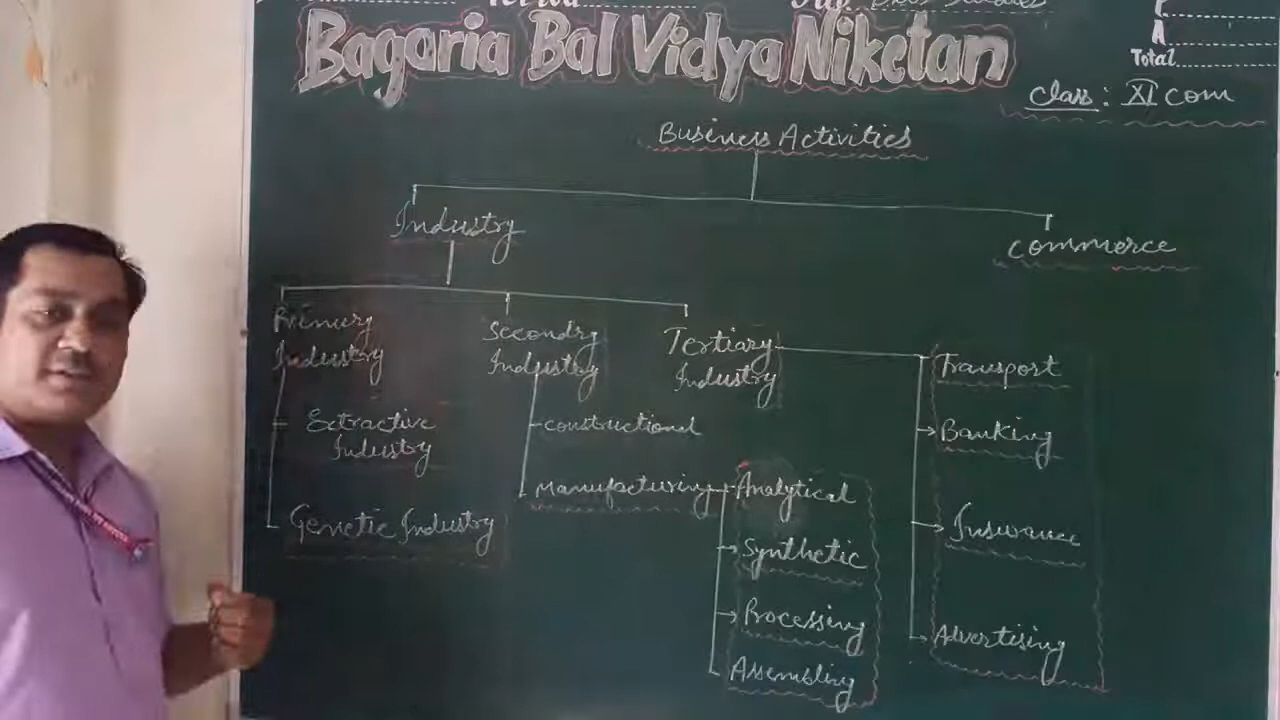 Bagaria Bal Vidya Niketan
Total
Class: XI com
Business Activities
Industry
Commerce
Primury
Industry
Secondry
Industry
Tertiary
Industry
Extractive
Industry
Genetic Industry
constructional
Manufacturing
Analytical
Synthetic
Processing
Assembling
Transport
Banking
Insurance
Advertising